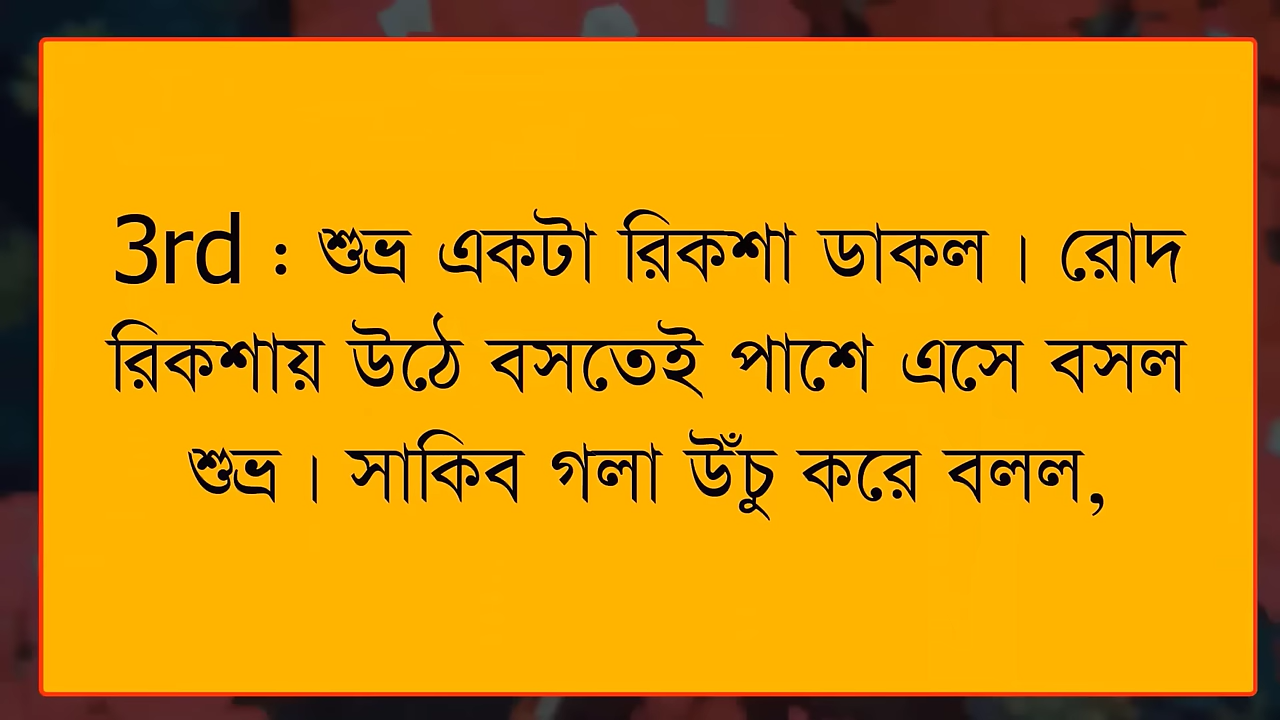 3rd : শুভ্র একটা রিকশা ডাকল । রোদ
রিকশায় উঠে বসতেই পাশে এসে বসল
শুভ্র । সাকিব গলা উঁচু করে বলল,